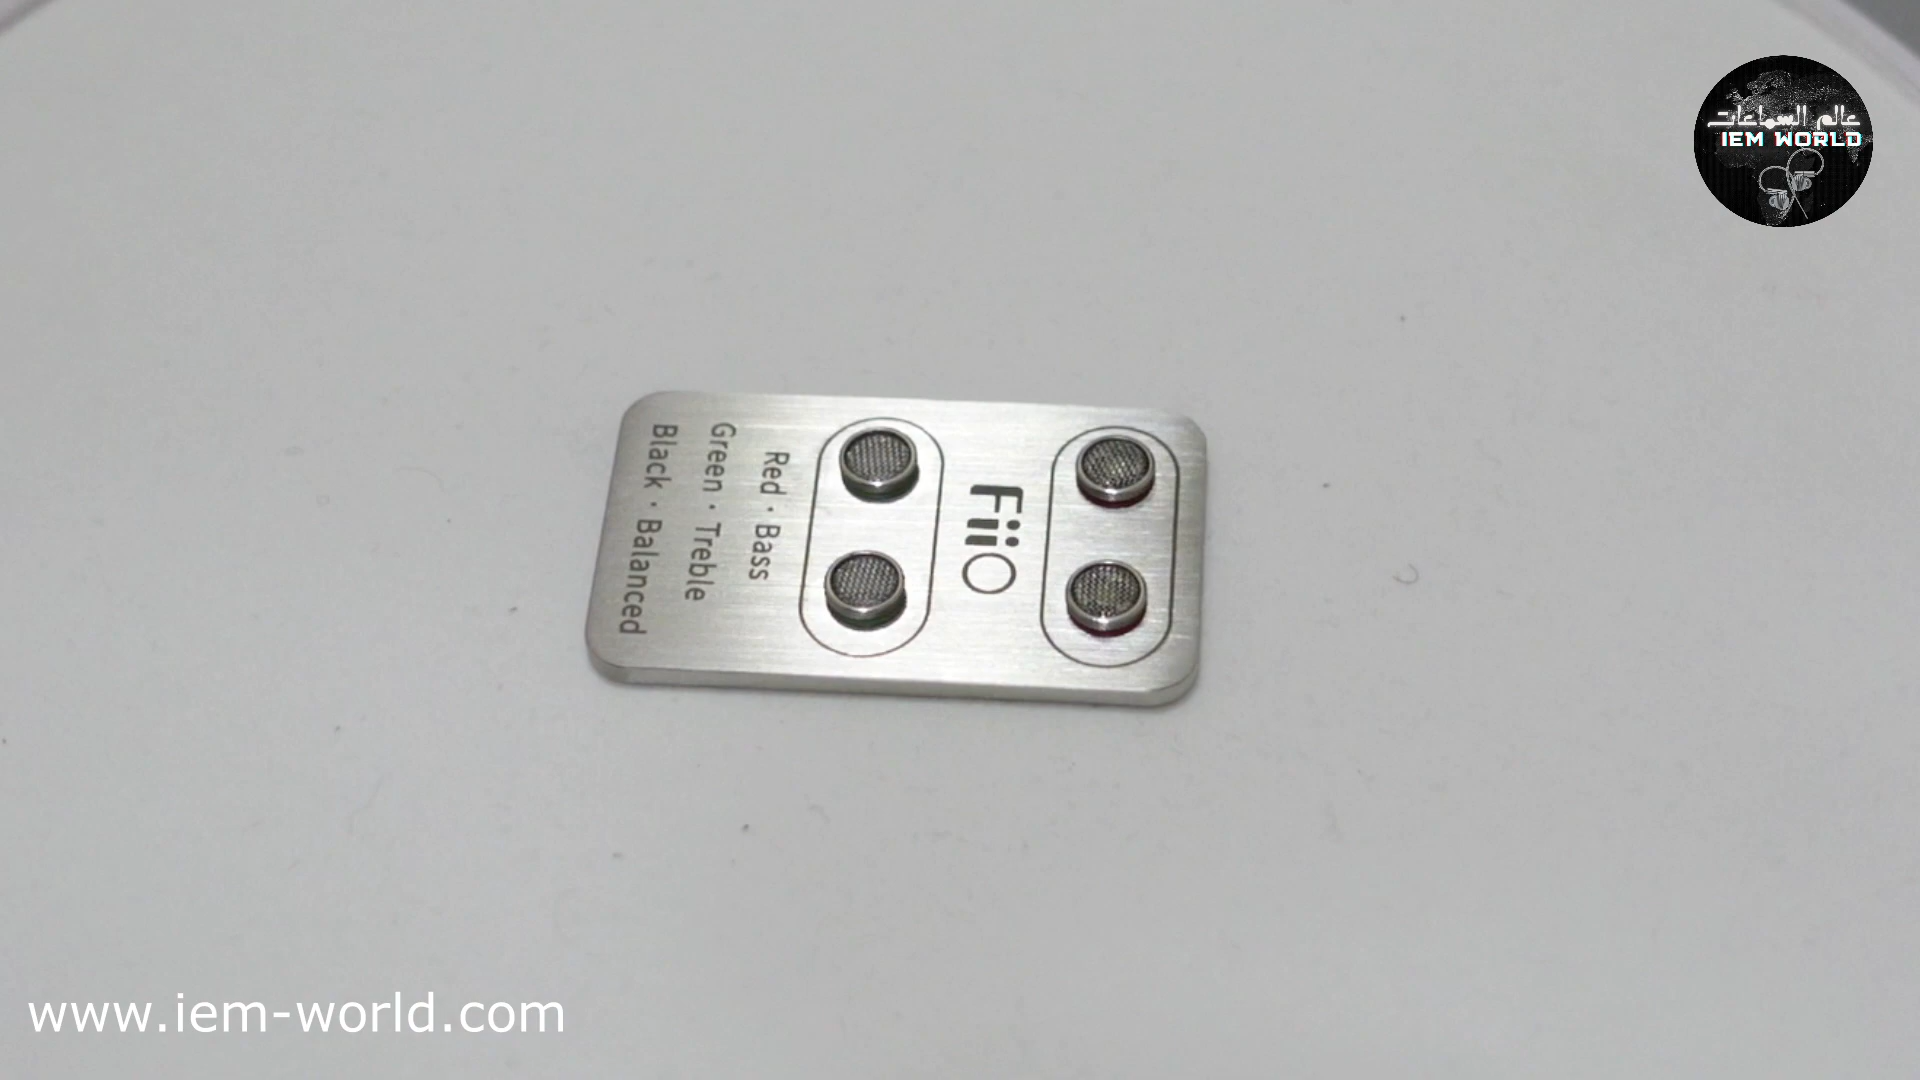 عالم السماعات
IEM WORLD
FiiO
Red · Bass
Green · Treble
Black · Balanced
www.iem-world.com